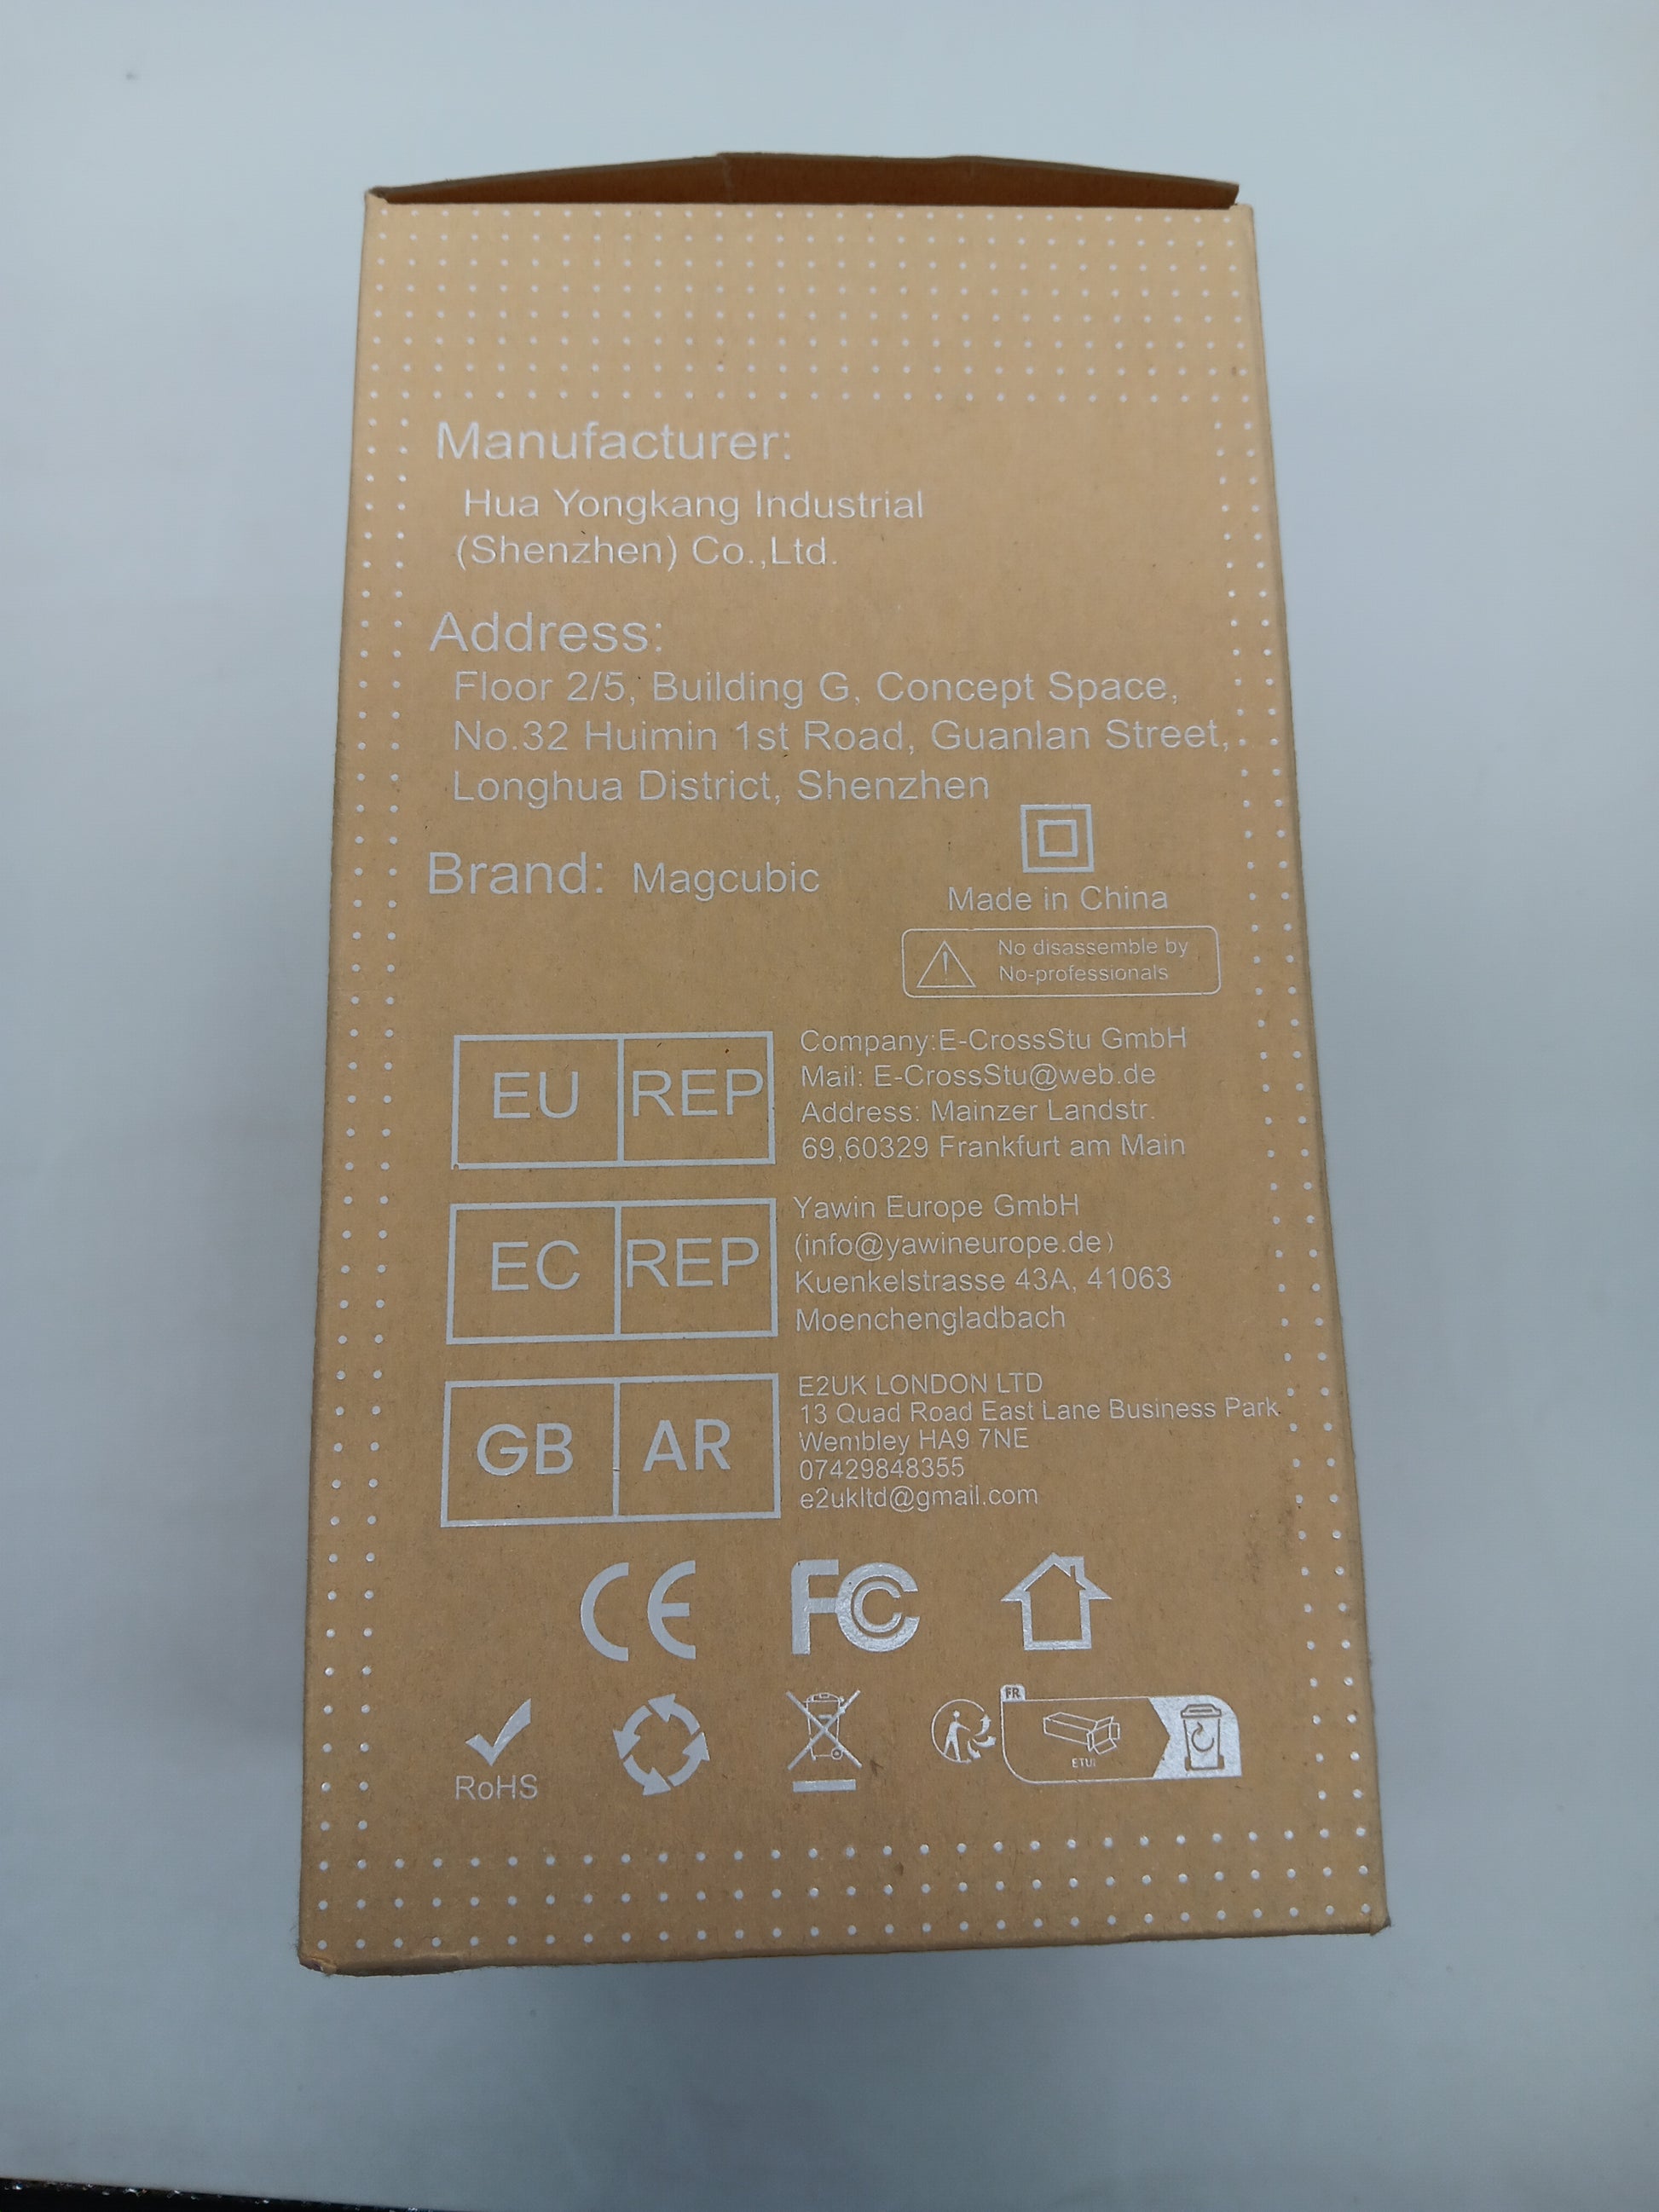 Manufacturer:
Hua Yongkang Industrial
(Shenzhen) Co.,Ltd.
Address:
Floor 2/5, Building G, Concept Space,
No.32 Huimin 1st Road, Guanlan Street,
Longhua District, Shenzhen
Brand: Magcubic
Made in China
No disassemble by
No-professionals
EU REP
Company:E-CrossStu GmbH
Mail: E-CrossStu@web.de
Address: Mainzer Landstr.
69,60329 Frankfurt am Main
EC REP
Yawin Europe GmbH
(info@yawineurope.de)
Kuenkelstrasse 43A, 41063
Moenchengladbach
GB AR
E2UK LONDON LTD
13 Quad Road East Lane Business Park
Wembley HA9 7NE
07429848355
e2ukltd@gmail.com
CE FC
RoHS
FR
ETUI